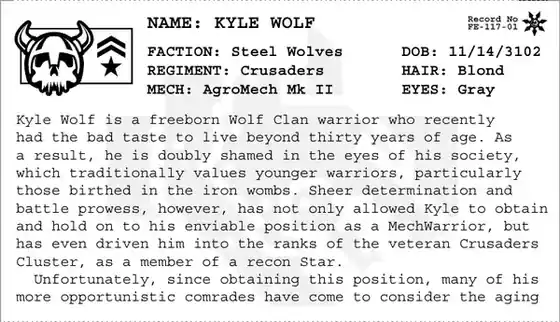 NAME: KYLE WOLF
Record No
FE-117-01
FACTION: Steel Wolves
DOB: 11/14/3102
REGIMENT: Crusaders
HAIR: Blond
MECH: AgroMech Mk II
EYES: Gray
Kyle Wolf is a freeborn Wolf Clan warrior who recently
had the bad taste to live beyond thirty years of age. As
a result, he is doubly shamed in the eyes of his society,
which traditionally values younger warriors, particularly
those birthed in the iron wombs. Sheer determination and
battle prowess, however, has not only allowed Kyle to obtain
and hold on to his enviable position as a MechWarrior, but
has even driven him into the ranks of the veteran Crusaders
Cluster, as a member of a recon Star.
Unfortunately, since obtaining this position, many of his
more opportunistic comrades have come to consider the aging